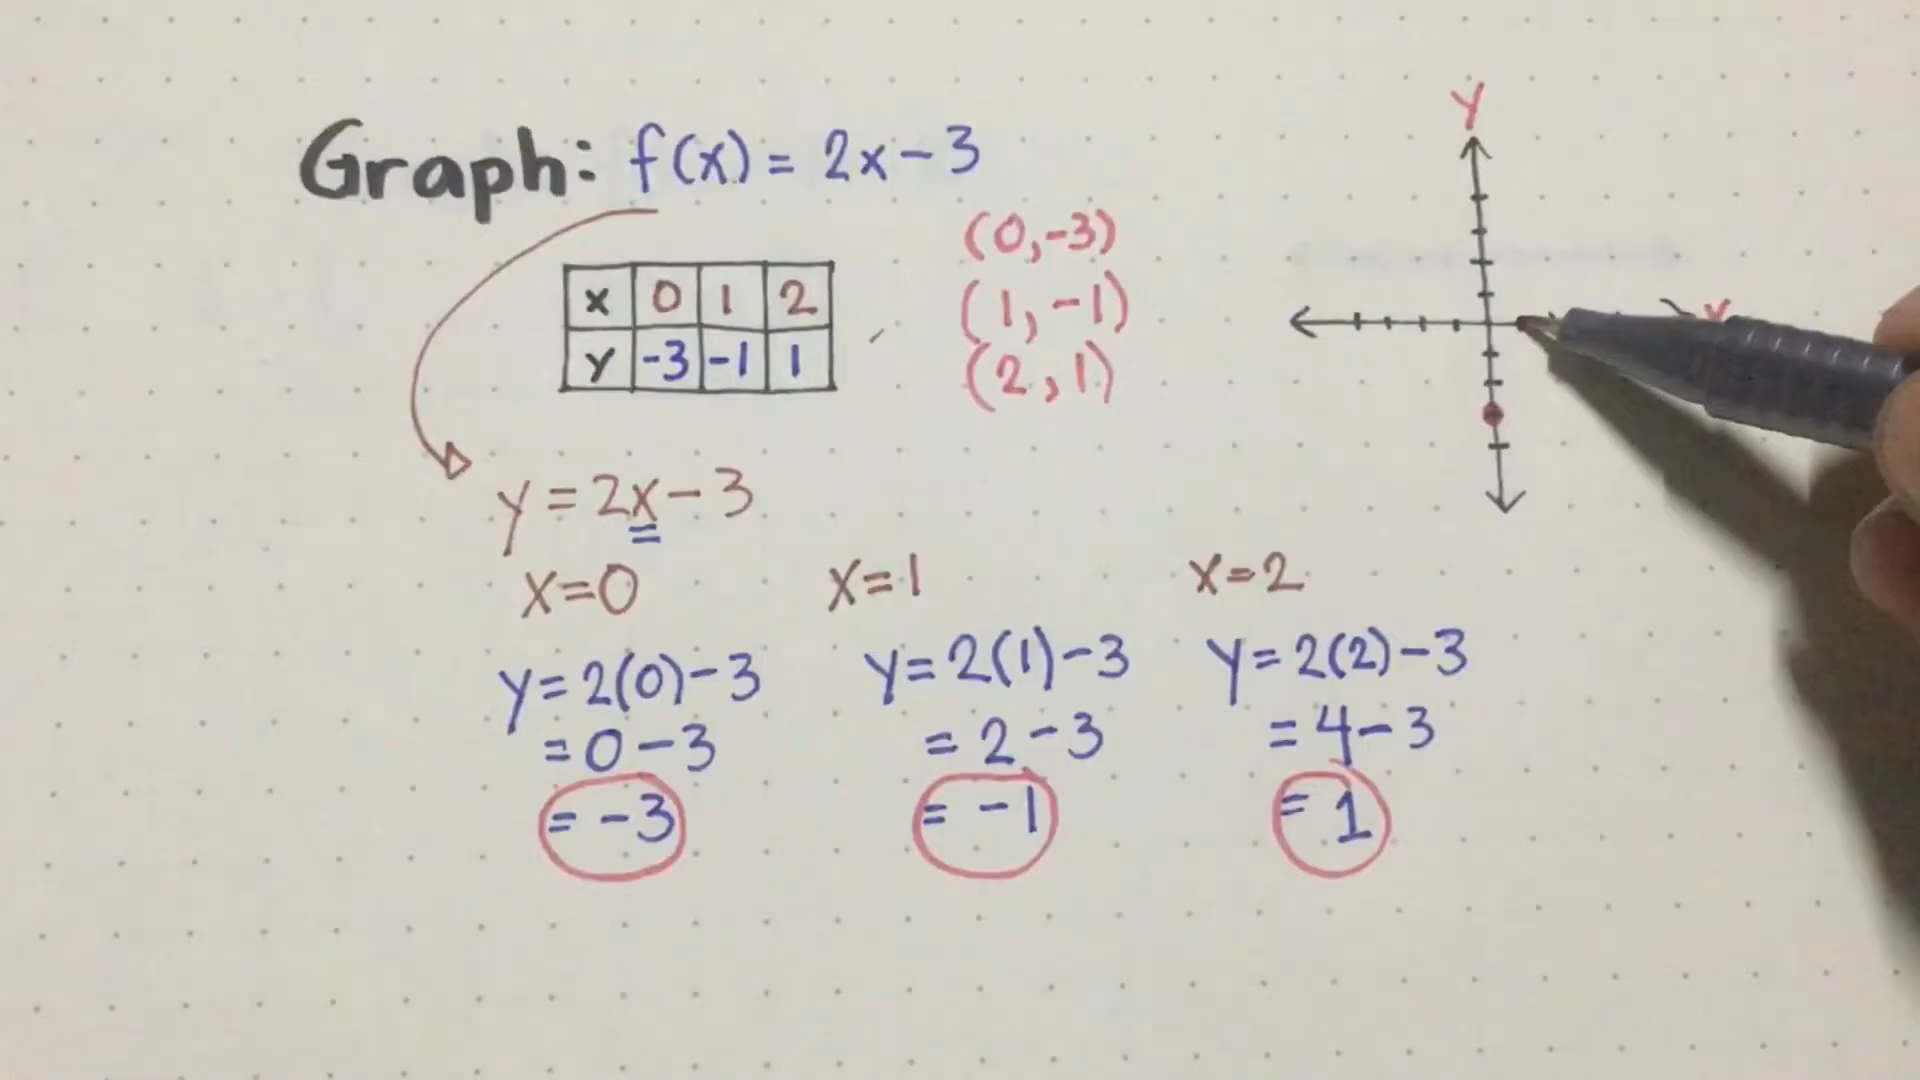 Graph: f(x) = 2x - 3
x 0 1 2
y -3 -1 1
(0, -3)
(1, -1)
(2, 1)
Y
X
y = 2x - 3
x=0
y = 2(0) - 3
= 0 - 3
= -3
x=1
y = 2(1) - 3
= 2 - 3
= -1
x=2
y = 2(2) - 3
= 4 - 3
= 1